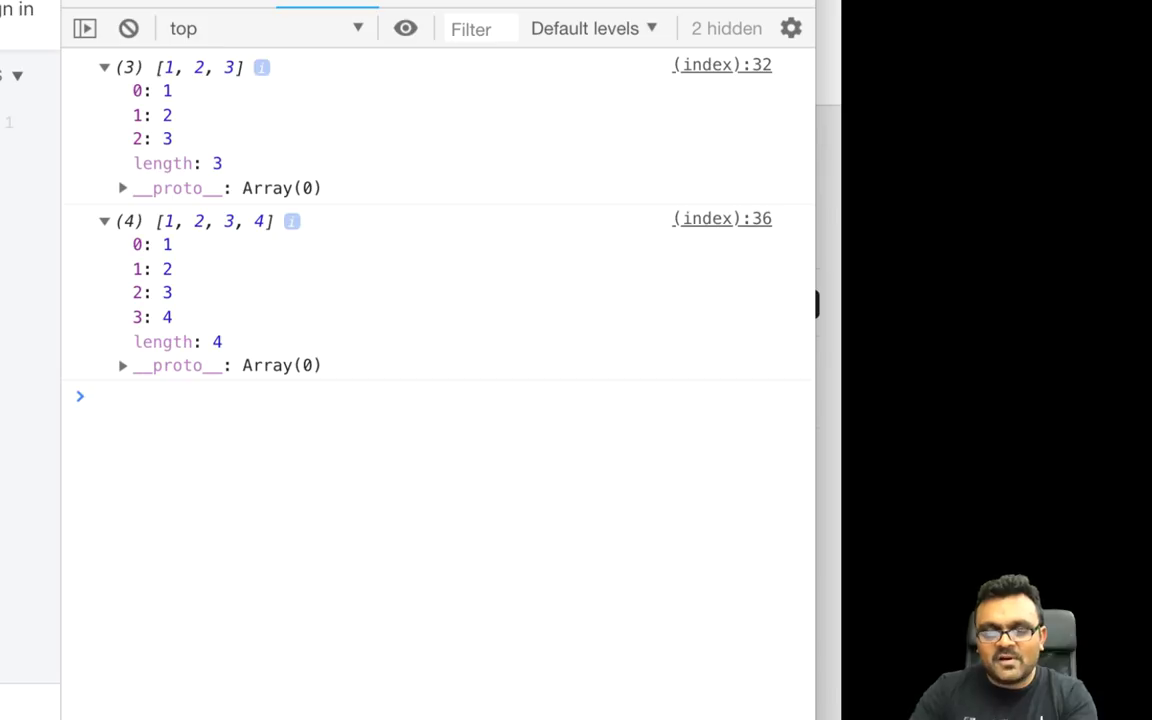 gn in
top
Filter
Default levels
2 hidden
(3) [1, 2, 3] i
(index):32
1
0: 1
1: 2
2: 3
length: 3
__proto__: Array(0)
(4) [1, 2, 3, 4] i
(index):36
0: 1
1: 2
2: 3
3: 4
length: 4
__proto__: Array(0)